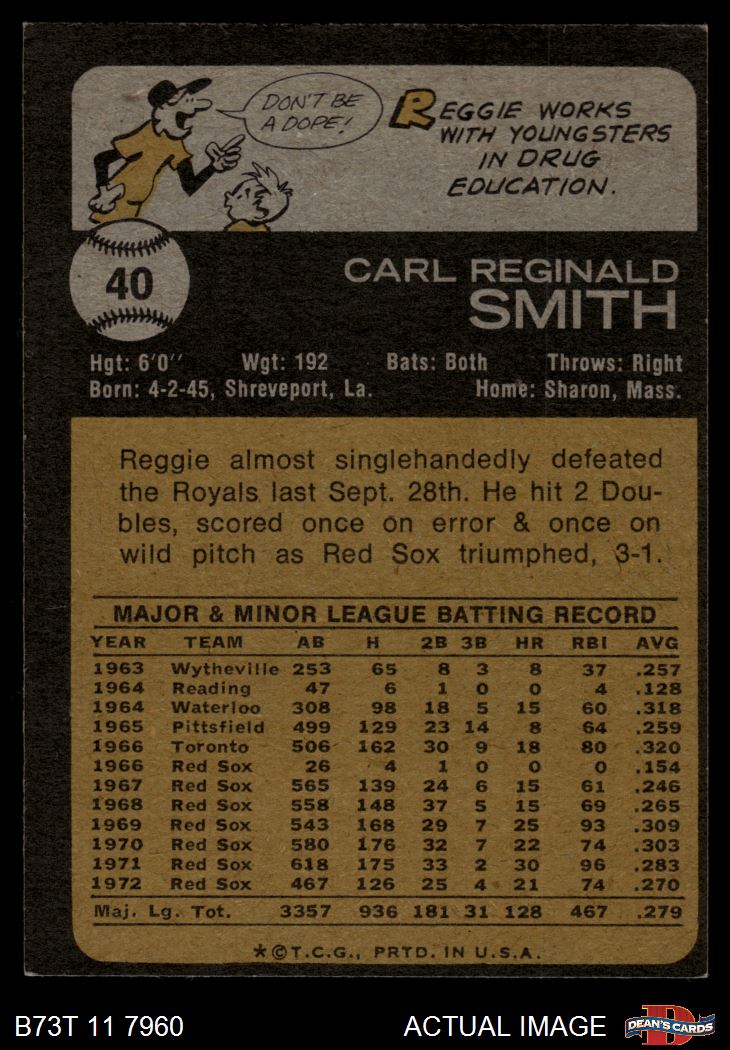 DON'T BE
A DOPE!
REGGIE WORKS
WITH YOUNGSTERS
IN DRUG
EDUCATION.
40
CARL REGINALD
SMITH
Hgt: 6'0" Wgt: 192 Bats: Both Throws: Right
Born: 4-2-45, Shreveport, La. Home: Sharon, Mass.
Reggie almost singlehandedly defeated
the Royals last Sept. 28th. He hit 2 Dou-
bles, scored once on error & once on
wild pitch as Red Sox triumphed, 3-1.
MAJOR & MINOR LEAGUE BATTING RECORD
YEAR TEAM AB H 2B 3B HR RBI AVG
1963 Wytheville 253 65 8 3 8 37 .257
1964 Reading 47 6 1 0 0 4 .128
1964 Waterloo 308 98 18 5 15 60 .318
1965 Pittsfield 499 129 23 14 8 64 .259
1966 Toronto 506 162 30 9 18 80 .320
1966 Red Sox 26 4 1 0 0 0 .154
1967 Red Sox 565 139 24 6 15 61 .246
1968 Red Sox 558 148 37 5 15 69 .265
1969 Red Sox 543 168 29 7 25 93 .309
1970 Red Sox 580 176 32 7 22 74 .303
1971 Red Sox 618 175 33 2 30 96 .283
1972 Red Sox 467 126 25 4 21 74 .270
Maj. Lg. Tot. 3357 936 181 31 128 467 .279
*©T.C.G., PRTD. IN U.S.A.
B73T 11 7960 ACTUAL IMAGE D DEAN'S CARDS